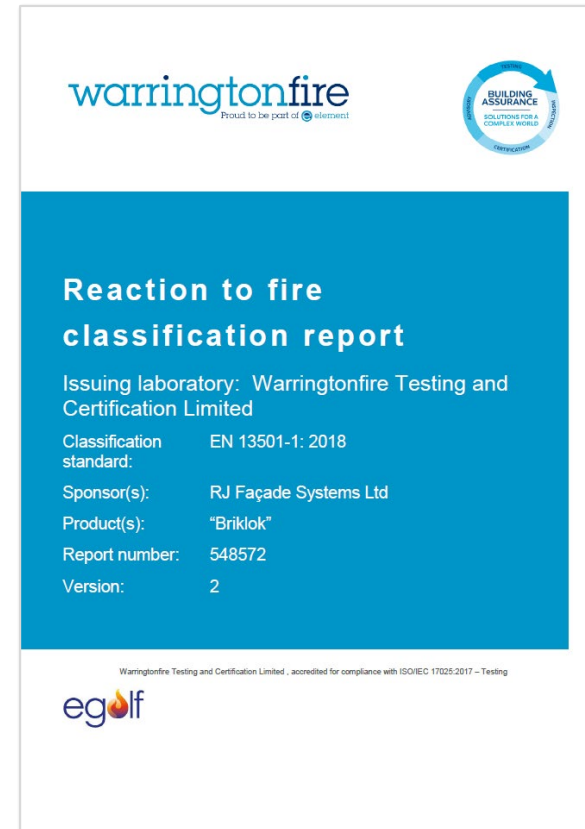 warringtonfire
Proud to be part of element
TESTING
INSPECTION
CERTIFICATION
ADVISORY
BUILDING
ASSURANCE
SOLUTIONS FOR A
COMPLEX WORLD
Reaction to fire
classification report
Issuing laboratory: Warringtonfire Testing and
Certification Limited
Classification EN 13501-1: 2018
standard:
Sponsor(s): RJ Façade Systems Ltd
Product(s): “Briklok”
Report number: 548572
Version: 2
Warringtonfire Testing and Certification Limited , accredited for compliance with ISO/IEC 17025:2017 – Testing
egolf